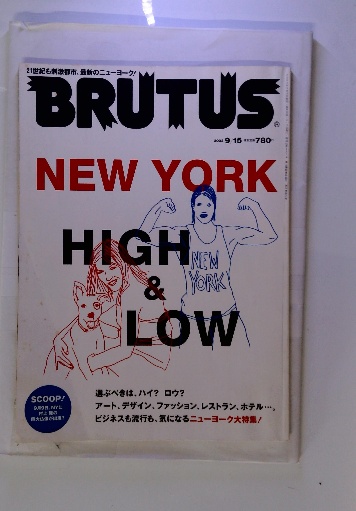 21世紀も刺激都市、最新のニューヨーク!
BRUTUS
9·15
780
NEW YORK
HIGH
&
LOW
NEW
YORK
選ぶべきは、ハイ? ロウ?
アート、デザイン、ファッション、レストラン、ホテル…。
ビジネスも流行も、気になるニューヨーク大特集!
SCOOP!